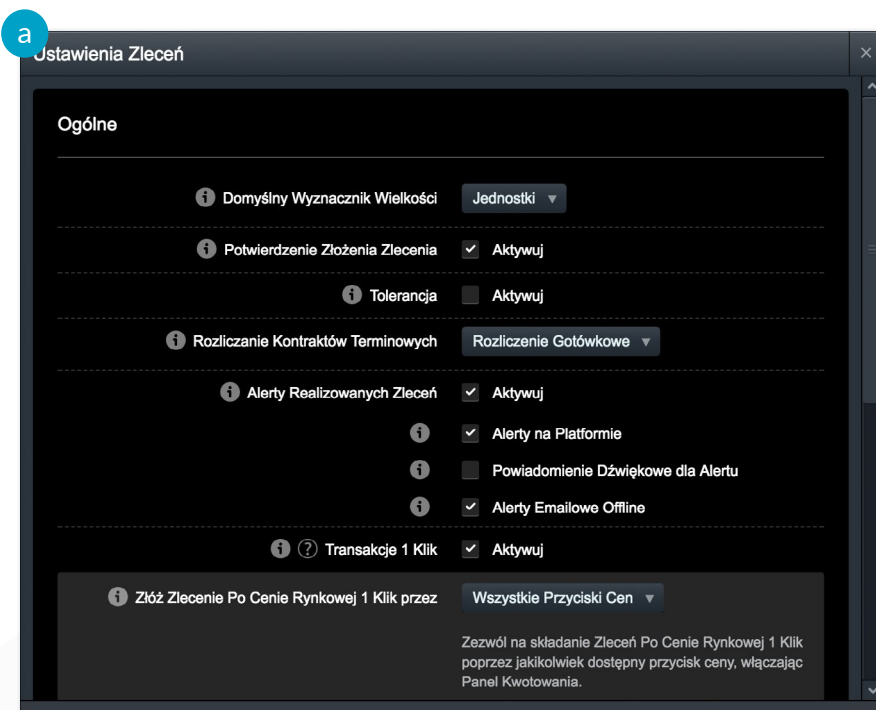 a
Ustawienia Zleceń
Ogólne
Domyślny Wyznacznik Wielkości Jednostki
Potwierdzenie Złożenia Zlecenia Aktywuj
Tolerancja Aktywuj
Rozliczanie Kontraktów Terminowych Rozliczenie Gotówkowe
Alerty Realizowanych Zleceń Aktywuj
Alerty na Platformie
Powiadomienie Dźwiękowe dla Alertu
Alerty Emailowe Offline
? Transakcje 1 Klik Aktywuj
Złóż Zlecenie Po Cenie Rynkowej 1 Klik przez Wszystkie Przyciski Cen
Zezwól na składanie Zleceń Po Cenie Rynkowej 1 Klik
poprzez jakikolwiek dostępny przycisk ceny, włączając
Panel Kwotowania.